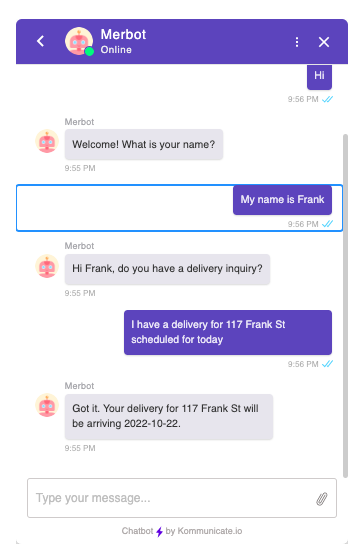 Merbot
Online
Hi
9:56 PM
Merbot
Welcome! What is your name?
9:55 PM
My name is Frank
9:56 PM
Merbot
Hi Frank, do you have a delivery inquiry?
9:55 PM
I have a delivery for 117 Frank St
scheduled for today
9:56 PM
Merbot
Got it. Your delivery for 117 Frank St will
be arriving 2022-10-22.
9:55 PM
Type your message...
Chatbot by Kommunicate.io